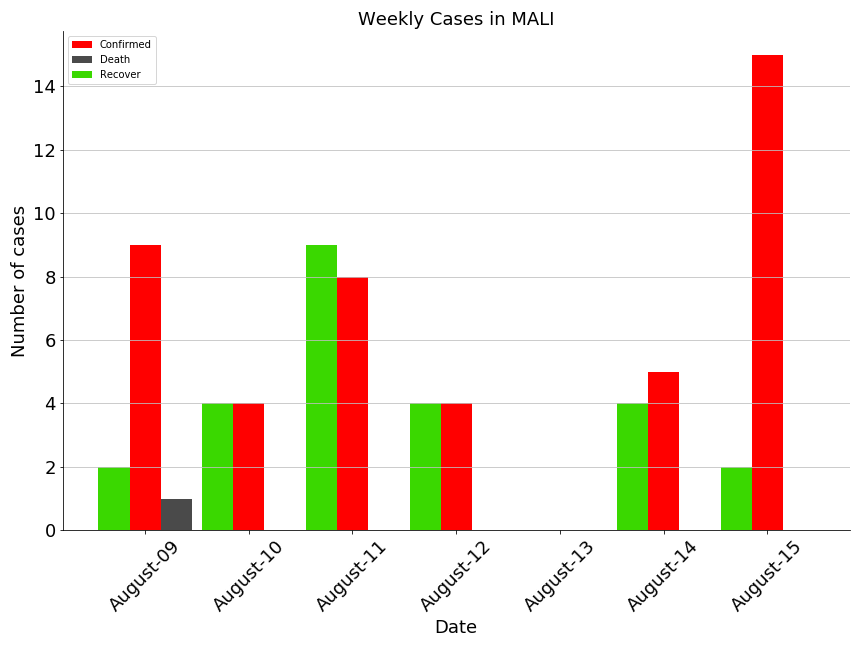 Weekly Cases in MALI
Confirmed
Death
Recover
Number of cases
14
12
10
8
6
4
2
0
August-09
August-10
August-11
August-12
August-13
August-14
August-15
Date